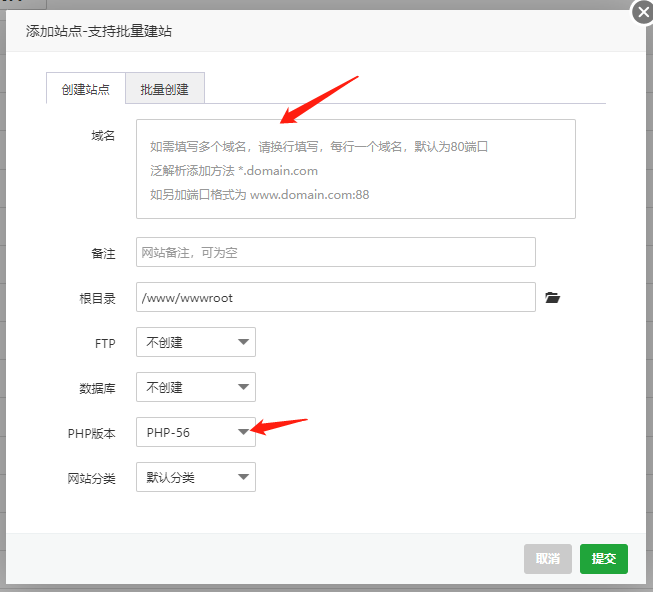 添加站点-支持批量建站
创建站点
批量创建
域名
如需填写多个域名，请换行填写，每行一个域名，默认为80端口
泛解析添加方法 *.domain.com
如另加端口格式为 www.domain.com:88
备注
网站备注，可为空
根目录
/www/wwwroot
FTP
不创建
数据库
不创建
PHP版本
PHP-56
网站分类
默认分类
取消
提交